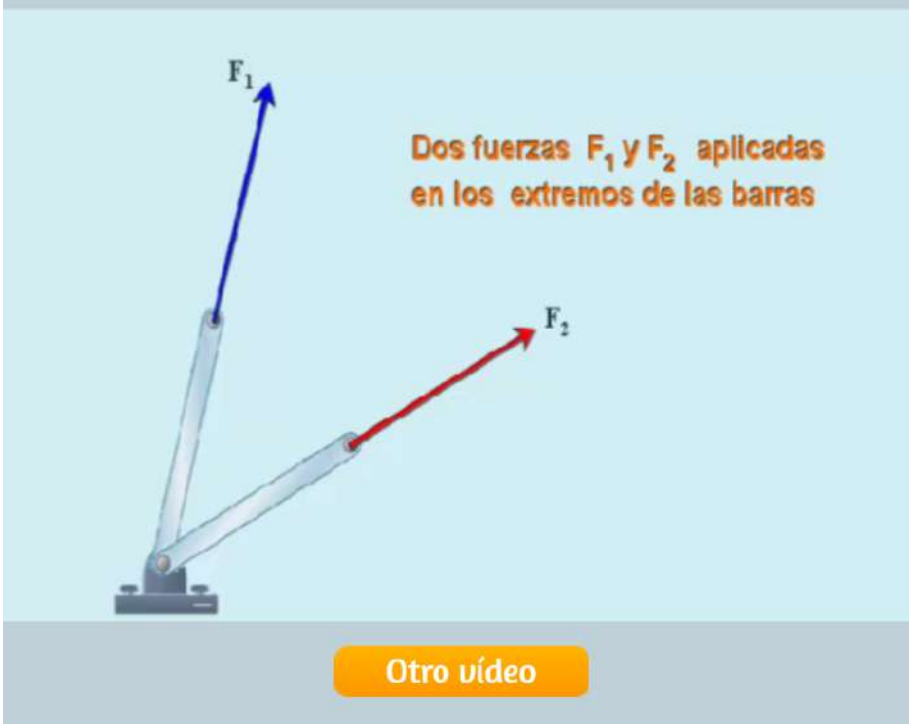 F₁
Dos fuerzas F₁ y F₂ aplicadas
en los extremos de las barras
F₂
Otro vídeo